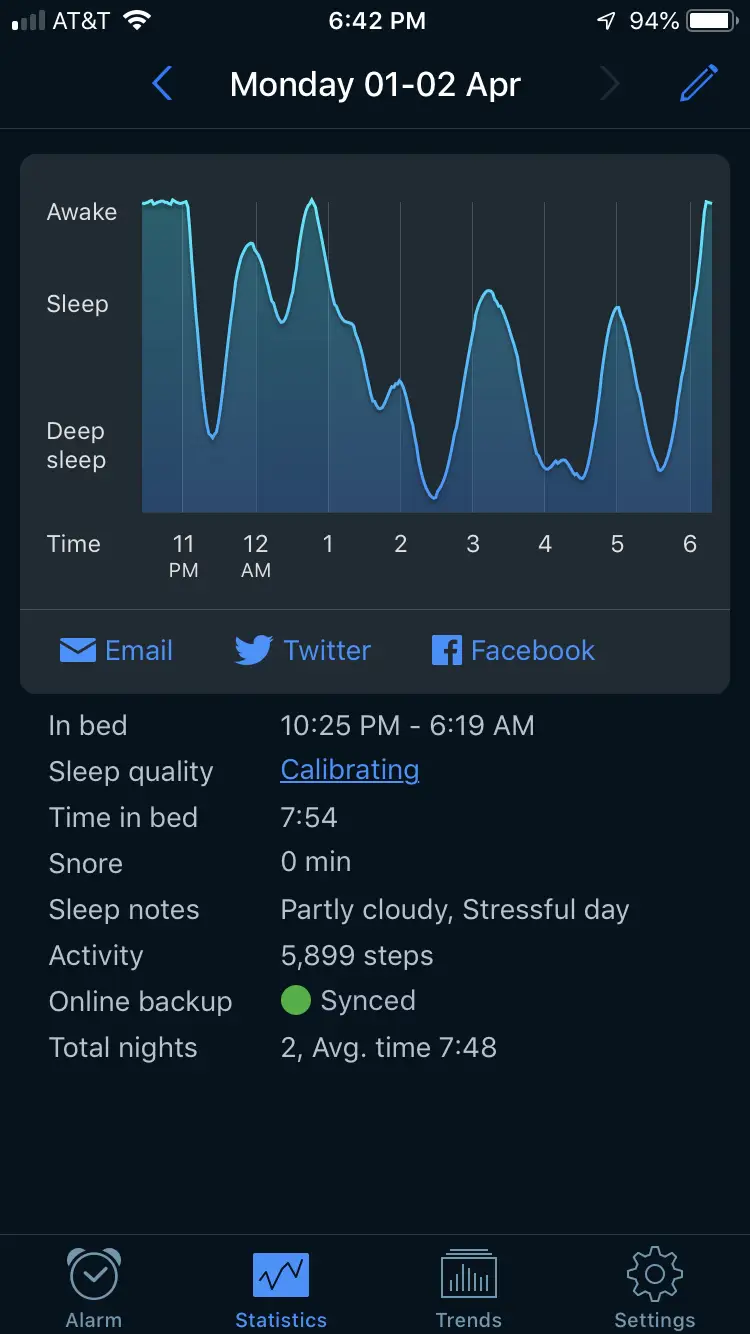 AT&T 6:42 PM 94%
Monday 01-02 Apr
Awake
Sleep
Deep
sleep
Time 11 12 1 2 3 4 5 6
PM AM
Email Twitter Facebook
In bed 10:25 PM - 6:19 AM
Sleep quality Calibrating
Time in bed 7:54
Snore 0 min
Sleep notes Partly cloudy, Stressful day
Activity 5,899 steps
Online backup Synced
Total nights 2, Avg. time 7:48
Alarm Statistics Trends Settings